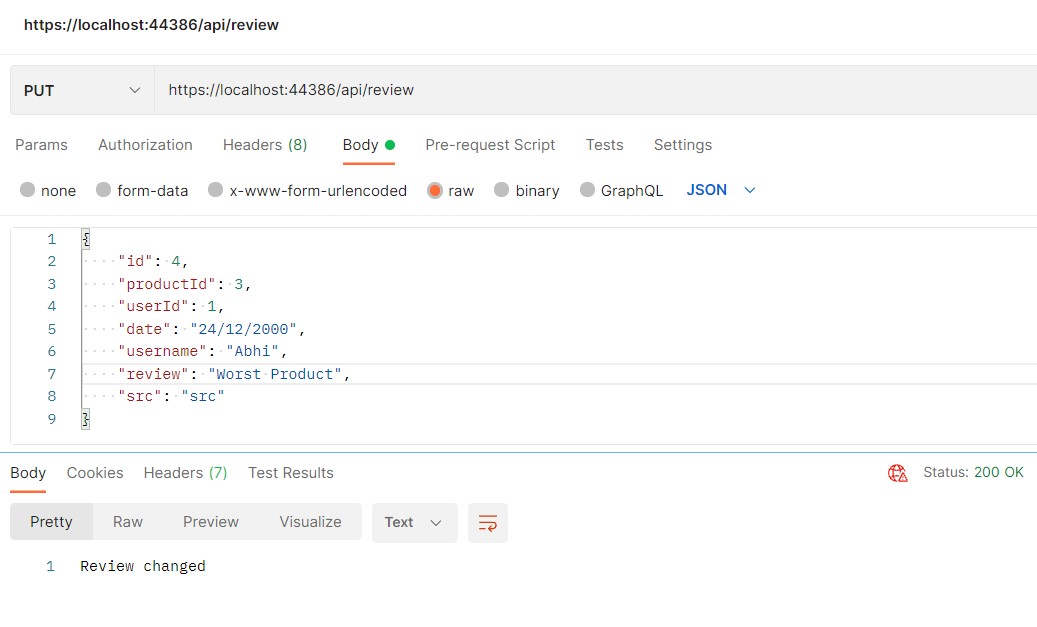 https://localhost:44386/api/review
PUT https://localhost:44386/api/review
Params Authorization Headers (8) Body Pre-request Script Tests Settings
none form-data x-www-form-urlencoded raw binary GraphQL JSON
1 {
2 "id": 4,
3 "productId": 3,
4 "userId": 1,
5 "date": "24/12/2000",
6 "username": "Abhi",
7 "review": "Worst Product",
8 "src": "src"
9 }
Body Cookies Headers (7) Test Results Status: 200 OK
Pretty Raw Preview Visualize Text
1 Review changed